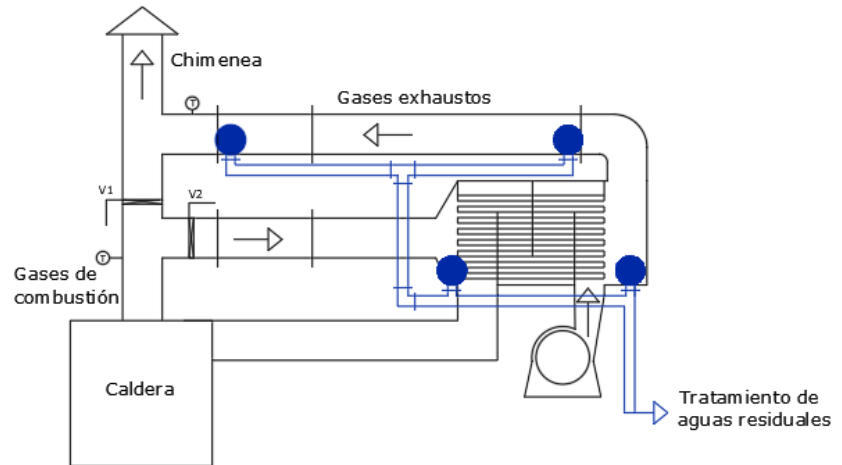 Chimenea
Gases exhaustos
T
V1
V2
T
Gases de
combustión
Caldera
Tratamiento de
aguas residuales